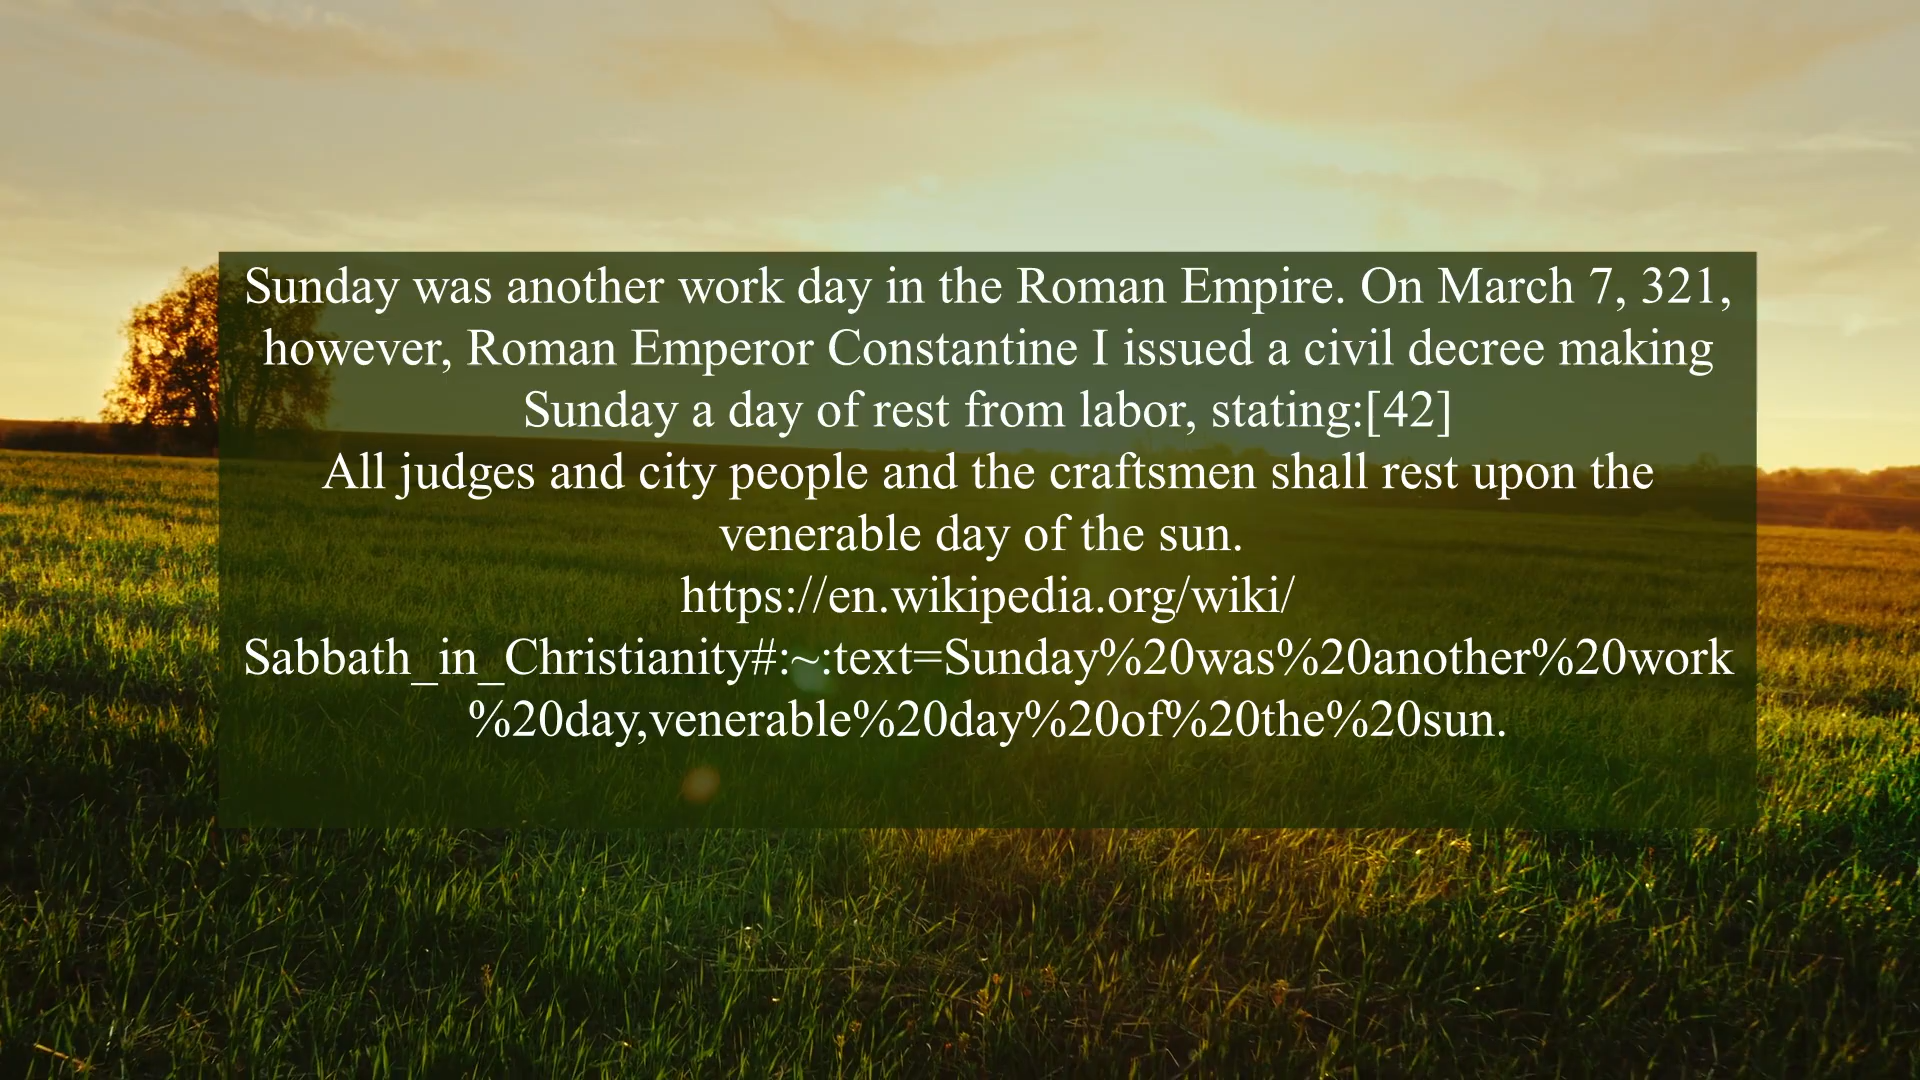 Sunday was another work day in the Roman Empire. On March 7, 321,
however, Roman Emperor Constantine I issued a civil decree making
Sunday a day of rest from labor, stating:[42]
All judges and city people and the craftsmen shall rest upon the
venerable day of the sun.
https://en.wikipedia.org/wiki/
Sabbath_in_Christianity#:~:text=Sunday%20was%20another%20work
%20day,venerable%20day%20of%20the%20sun.